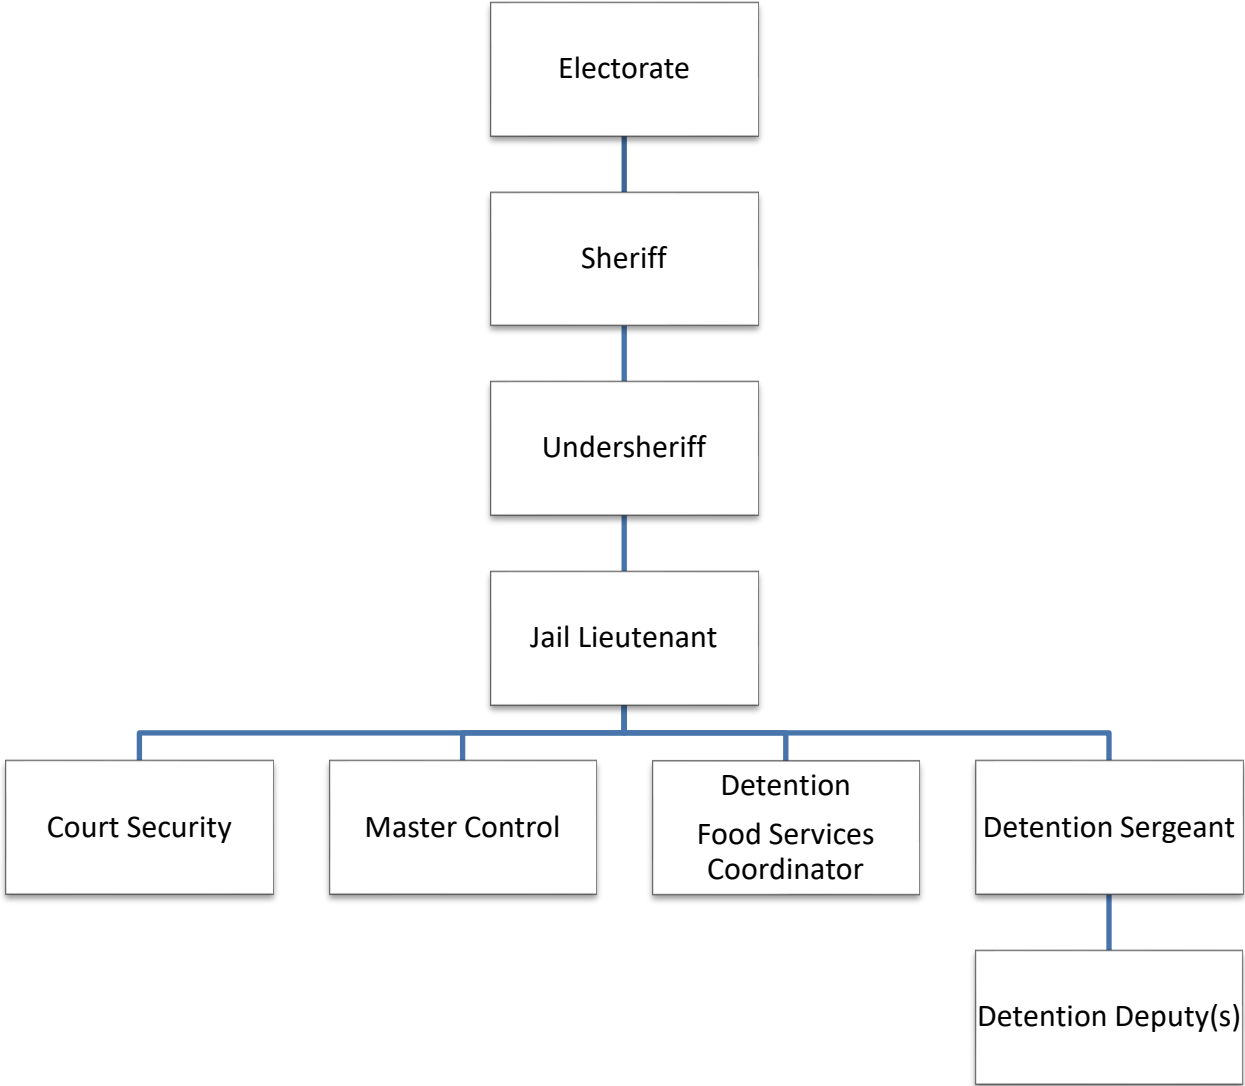 Electorate
Sheriff
Undersheriff
Jail Lieutenant
Court Security
Master Control
Detention
Food Services
Coordinator
Detention Sergeant
Detention Deputy(s)